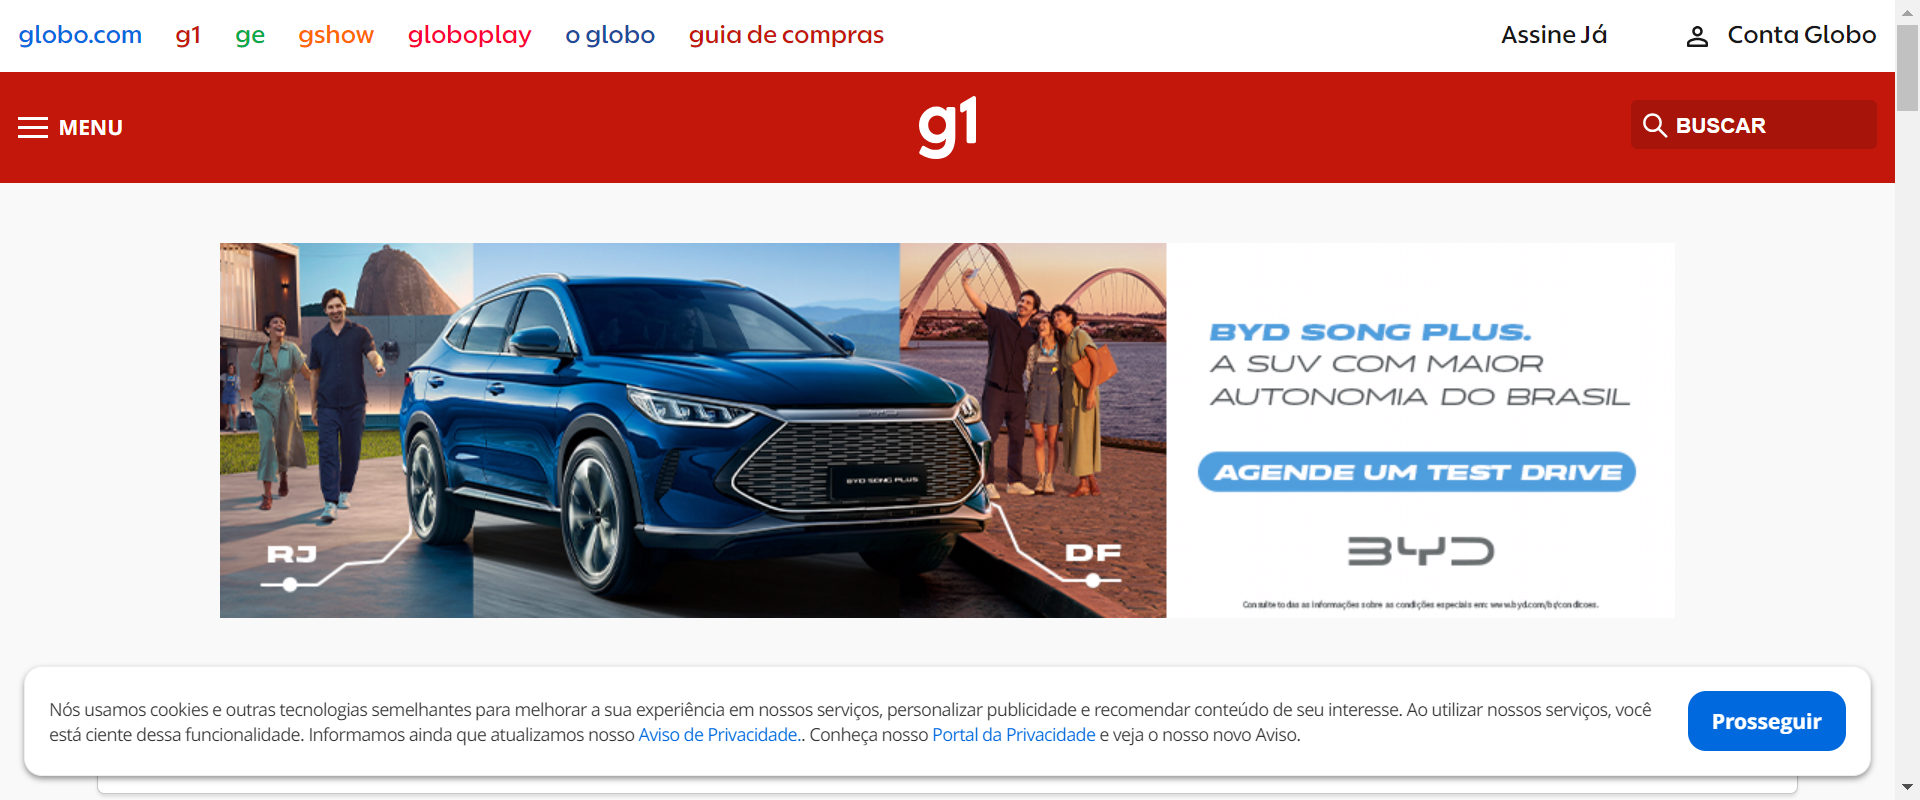 globo.com g1 ge gshow globoplay o globo guia de compras Assine Já Conta Globo
MENU g1 BUSCAR
BYD SONG PLUS.
A SUV COM MAIOR
AUTONOMIA DO BRASIL
AGENDE UM TEST DRIVE
BYD
BYD SONG PLUS
RJ
DF
BYD
Consulte todas as informações sobre as condições especiais em: www.byd.com/br/condicoes.
Nós usamos cookies e outras tecnologias semelhantes para melhorar a sua experiência em nossos serviços, personalizar publicidade e recomendar conteúdo de seu interesse. Ao utilizar nossos serviços, você
está ciente dessa funcionalidade. Informamos ainda que atualizamos nosso Aviso de Privacidade.. Conheça nosso Portal da Privacidade e veja o nosso novo Aviso.
Prosseguir